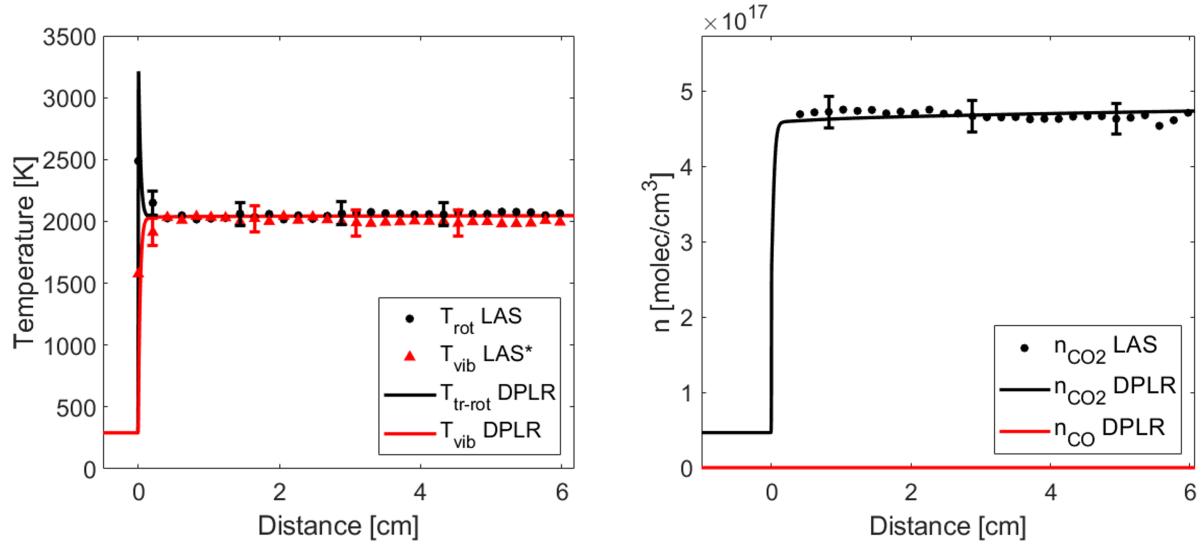 3500
3000
2500
2000
1500
1000
500
0
Temperature [K]
0 2 4 6
Distance [cm]
T_rot LAS
T_vib LAS*
T_tr-rot DPLR
T_vib DPLR
×10^17
5
4
3
2
1
0
n [molec/cm^3]
0 2 4 6
Distance [cm]
n_CO2 LAS
n_CO2 DPLR
n_CO DPLR